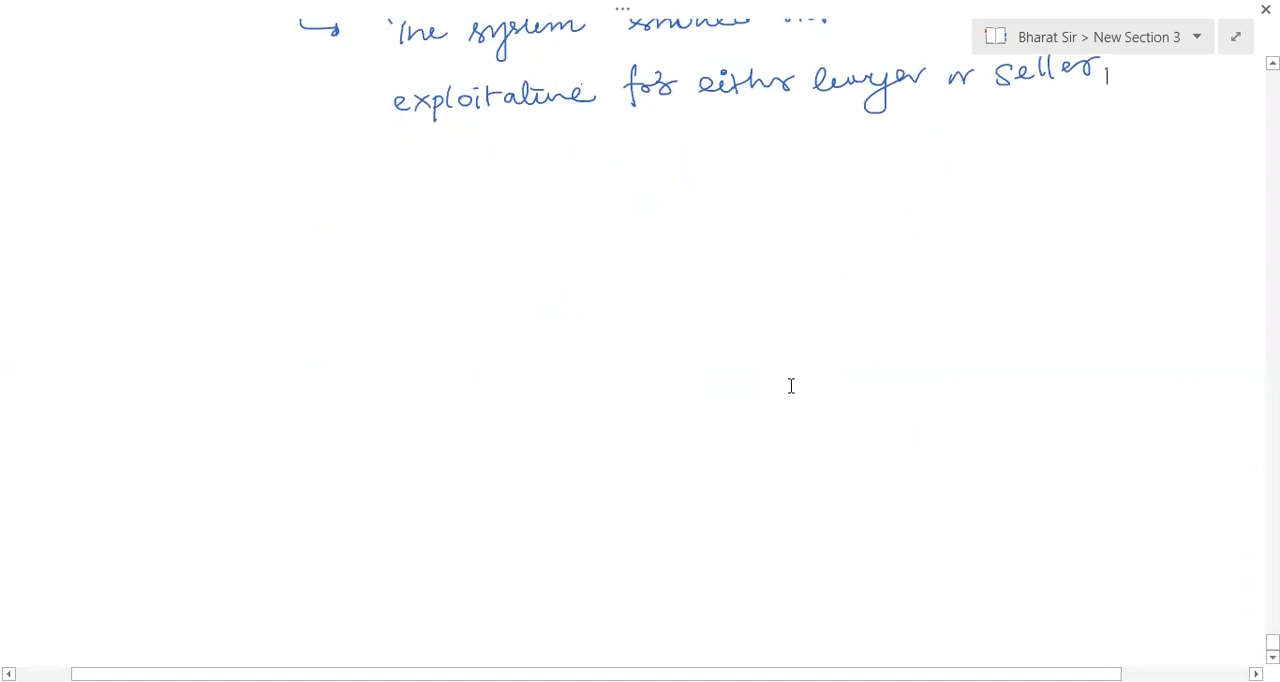 ...
Bharat Sir > New Section 3
↳ The system
exploitative for either buyer or seller,